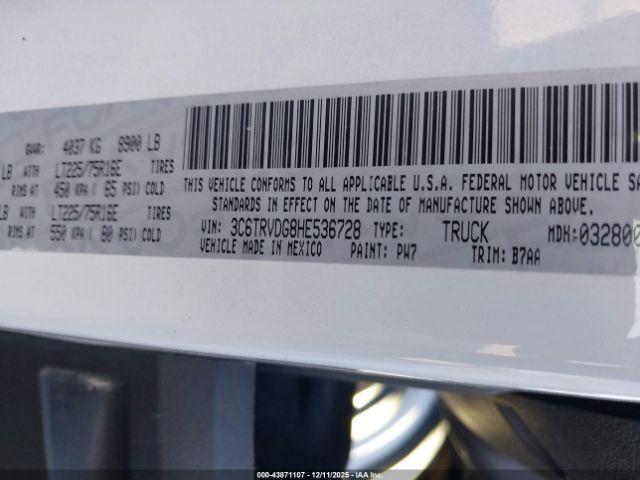 GVWR: 4037 KG 8900 LB
LB WITH LT225/75R16E TIRES
RIMS AT 450 KPA ( 65 PSI) COLD
LB WITH LT225/75R16E TIRES
RIMS AT 550 KPA ( 80 PSI) COLD
THIS VEHICLE CONFORMS TO ALL APPLICABLE U.S.A. FEDERAL MOTOR VEHICLE SA
STANDARDS IN EFFECT ON THE DATE OF MANUFACTURE SHOWN ABOVE.
VIN: 3C6TRVDG8HE536728 TYPE: TRUCK MDH: 032800
VEHICLE MADE IN MEXICO PAINT: PW7 TRIM: B7AA
000-43871107 - 12/11/2025 - IAAC